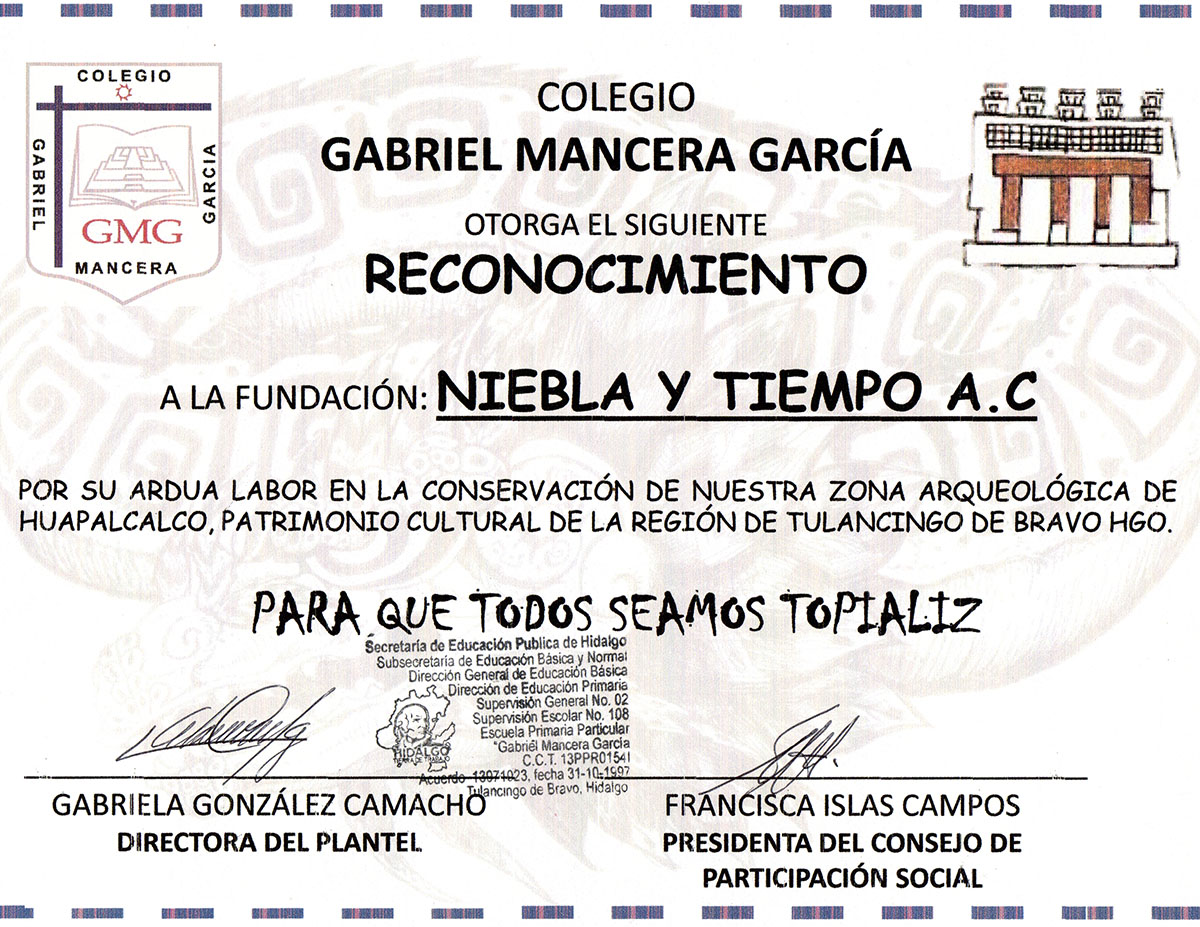 COLEGIO
GABRIEL
GARCIA
GMG
MANCERA
COLEGIO
GABRIEL MANCERA GARCÍA
OTORGA EL SIGUIENTE
RECONOCIMIENTO
A LA FUNDACIÓN: NIEBLA Y TIEMPO A.C
POR SU ARDUA LABOR EN LA CONSERVACIÓN DE NUESTRA ZONA ARQUEOLÓGICA DE
HUAPALCALCO, PATRIMONIO CULTURAL DE LA REGIÓN DE TULANCINGO DE BRAVO HGO.
PARA QUE TODOS SEAMOS TOPIALIZ
Secretaría de Educación Publica de Hidalgo
Subsecretaría de Educación Básica y Normal
Dirección General de Educación Básica
Dirección de Educación Primaria
Supervisión General No. 02
Supervisión Escolar No. 108
Escuela Primaria Particular
"Gabriel Mancera García
C.C.T. 13PPR0154I
Acuerdo 13971023, fecha 31-10-1997
Tulancingo de Bravo, Hidalgo
HIDALGO
TIERRA DE TRABAJO
GABRIELA GONZÁLEZ CAMACHO
DIRECTORA DEL PLANTEL
FRANCISCA ISLAS CAMPOS
PRESIDENTA DEL CONSEJO DE
PARTICIPACIÓN SOCIAL